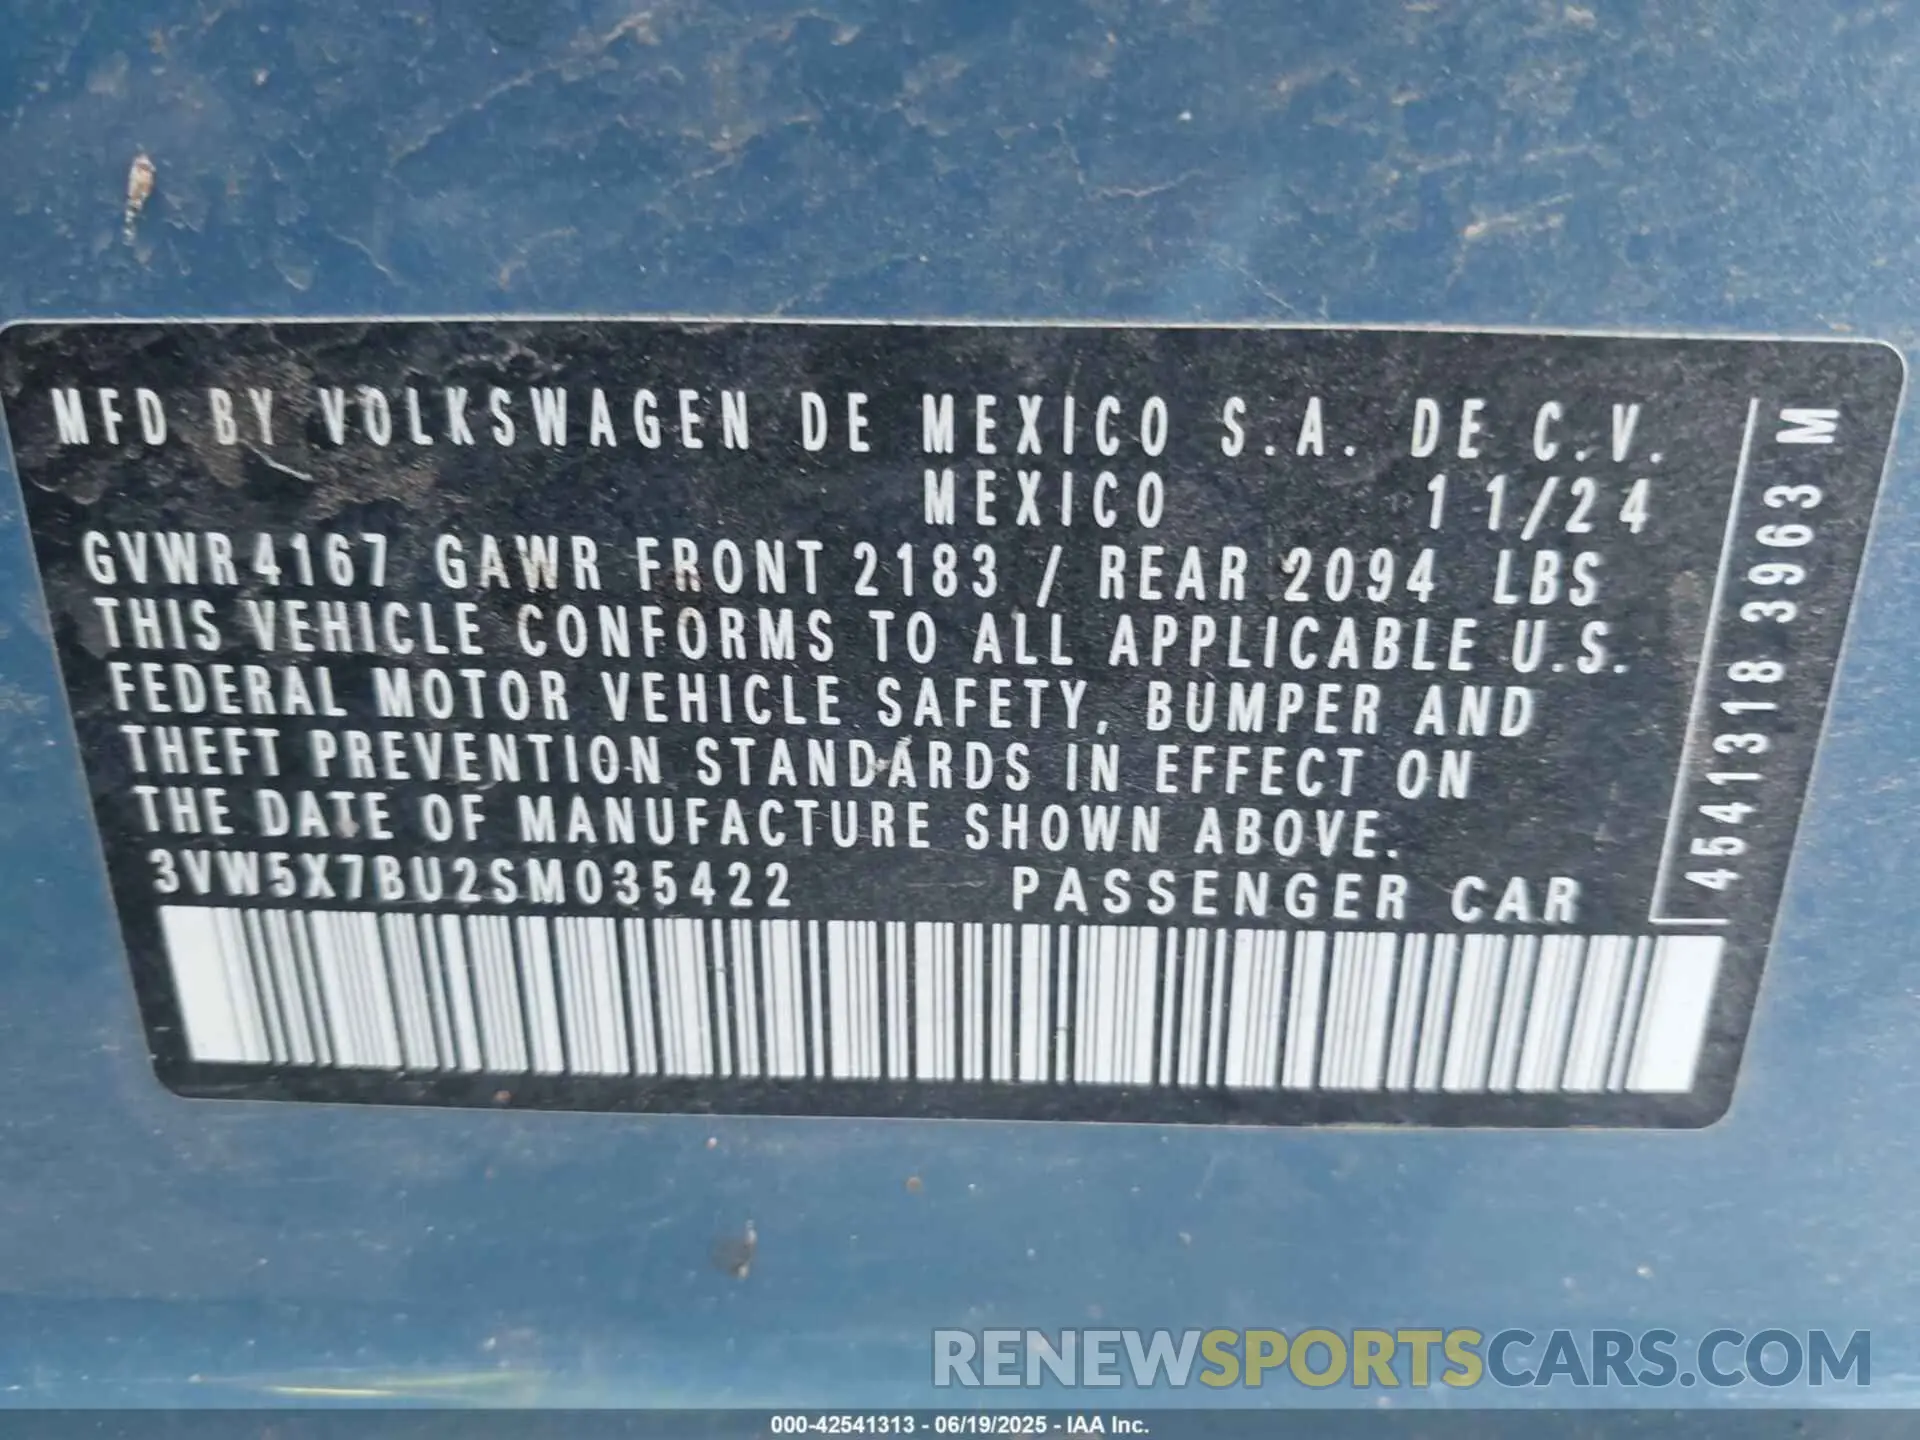 MFD BY VOLKSWAGEN DE MEXICO S.A. DE C.V.
MEXICO 11/24
GVWR 4167 GAWR FRONT 2183 / REAR 2094 LBS
THIS VEHICLE CONFORMS TO ALL APPLICABLE U.S.
FEDERAL MOTOR VEHICLE SAFETY, BUMPER AND
THEFT PREVENTION STANDARDS IN EFFECT ON
THE DATE OF MANUFACTURE SHOWN ABOVE.
3VW5X7BU2SM035422 PASSENGER CAR
4541318 3963 M
RENEWSPORTSCARS.COM
000-42541313 - 06/19/2025 - IAA Inc.